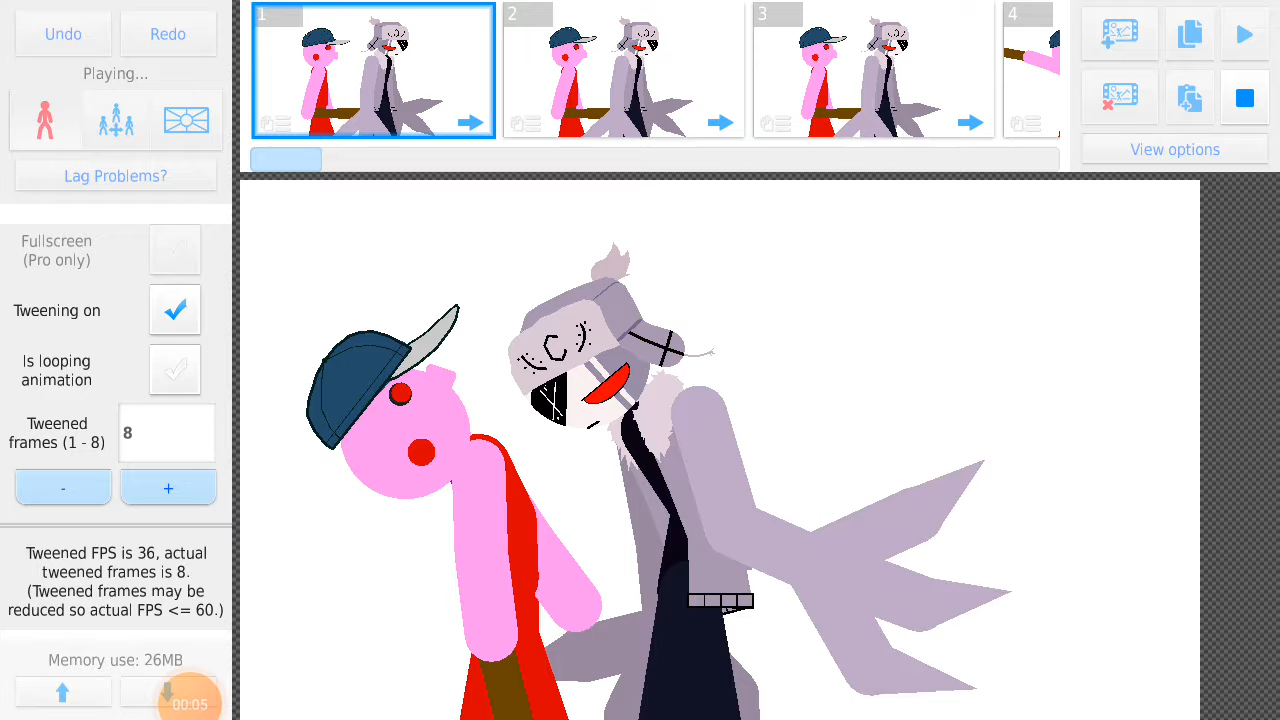 Undo
Redo
Playing...
Lag Problems?
Fullscreen
(Pro only)
Tweening on
Is looping
animation
Tweened
frames (1 - 8)
8
-
+
Tweened FPS is 36, actual
tweened frames is 8.
(Tweened frames may be
reduced so actual FPS <= 60.)
Memory use: 26MB
00:05
1
2
3
4
View options